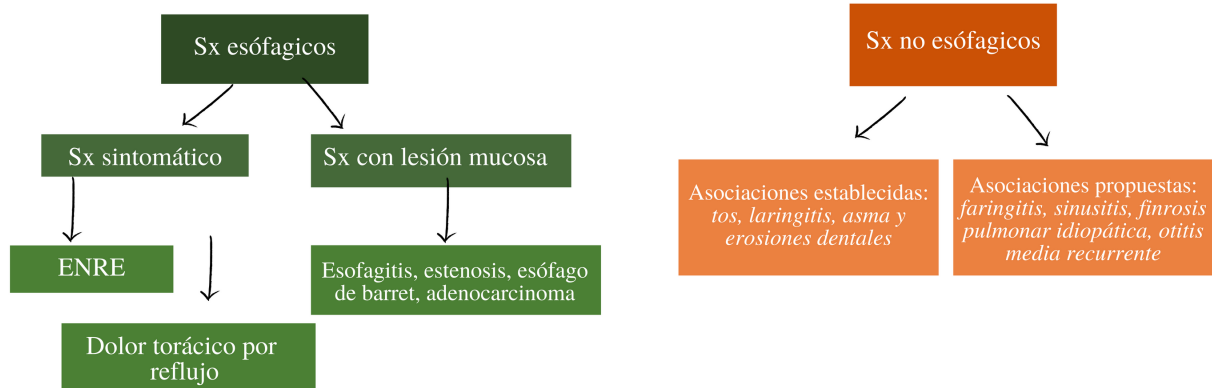 Sx esófagicos
Sx sintomático
Sx con lesión mucosa
ENRE
Dolor torácico por
reflujo
Esofagitis, estenosis, esófago
de barret, adenocarcinoma
Sx no esófagicos
Asociaciones establecidas:
tos, laringitis, asma y
erosiones dentales
Asociaciones propuestas:
faringitis, sinusitis, finrosis
pulmonar idiopática, otitis
media recurrente